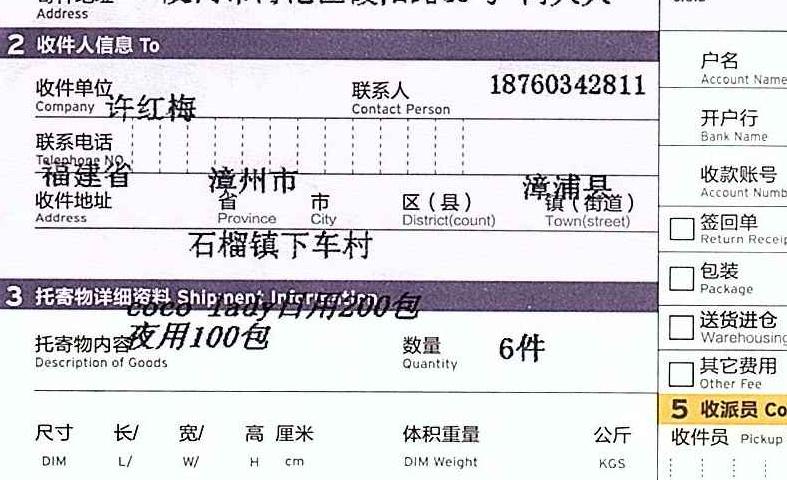 Address
2 收件人信息 To
收件单位 许红梅 联系人 18760342811
Company Contact Person
联系电话
Telephone NO.
福建省 漳州市 漳浦县
收件地址 省 市 区（县） 镇（街道）
Address Province City District(count) Town(street)
石榴镇下车村
3 托寄物详细资料 Shipment Information
coco lady日用200包
夜用100包
托寄物内容 数量 6件
Description of Goods Quantity
尺寸 长/ 宽/ 高 厘米 体积重量 公斤
DIM L/ W/ H cm DIM Weight KGS
户名
Account Name
开户行
Bank Name
收款账号
Account Numb
签回单
Return Receip
包装
Package
送货进仓
Warehousing
其它费用
Other Fee
5 收派员 Co
收件员 Pickup